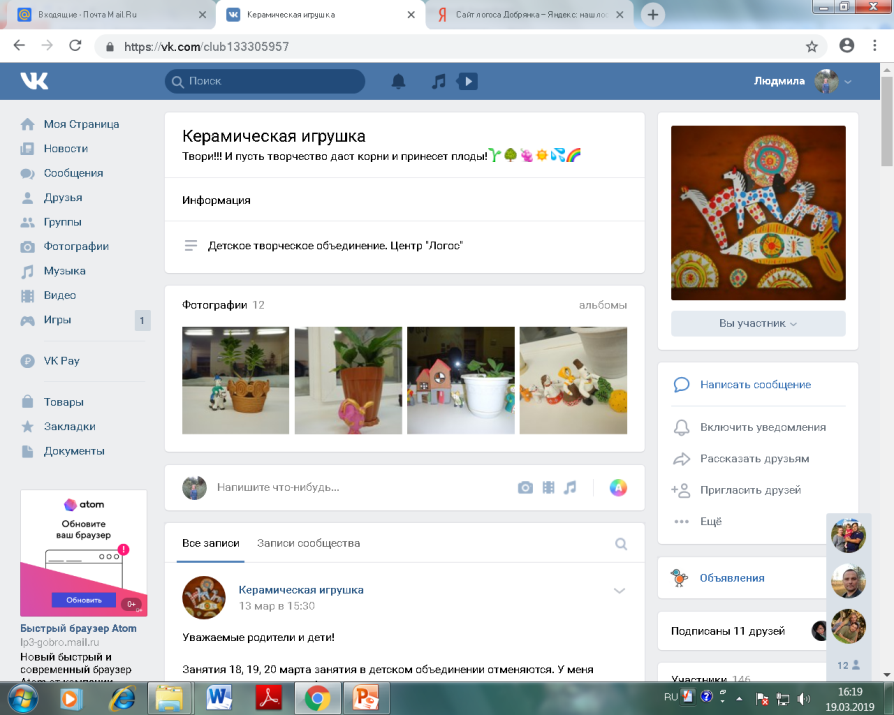 Входящие - Почта Mail.Ru
Керамическая игрушка
Сайт логоса Добрянка – Яндекс: нашло
https://vk.com/club133305957
Поиск
Людмила
Моя Страница
Новости
Сообщения
Друзья
Группы
Фотографии
Музыка
Видео
Игры 1
VK Pay
Товары
Закладки
Документы
atom
Обновите
ваш браузер
Обновить
0+
Быстрый браузер Atom
lp3-gobro.mail.ru
Новый быстрый и
современный браузер
Керамическая игрушка
Твори!!! И пусть творчество даст корни и принесет плоды!
Информация
Детское творческое объединение. Центр "Логос"
Фотографии 12
альбомы
Напишите что-нибудь...
Все записи
Записи сообщества
Керамическая игрушка
13 мар в 15:30
Уважаемые родители и дети!
Занятия 18, 19, 20 марта занятия в детском объединении отменяются. У меня
Вы участник
Написать сообщение
Включить уведомления
Рассказать друзьям
Пригласить друзей
Ещё
Объявления
Подписаны 11 друзей
Участники 146
12
RU
16:19
19.03.2019